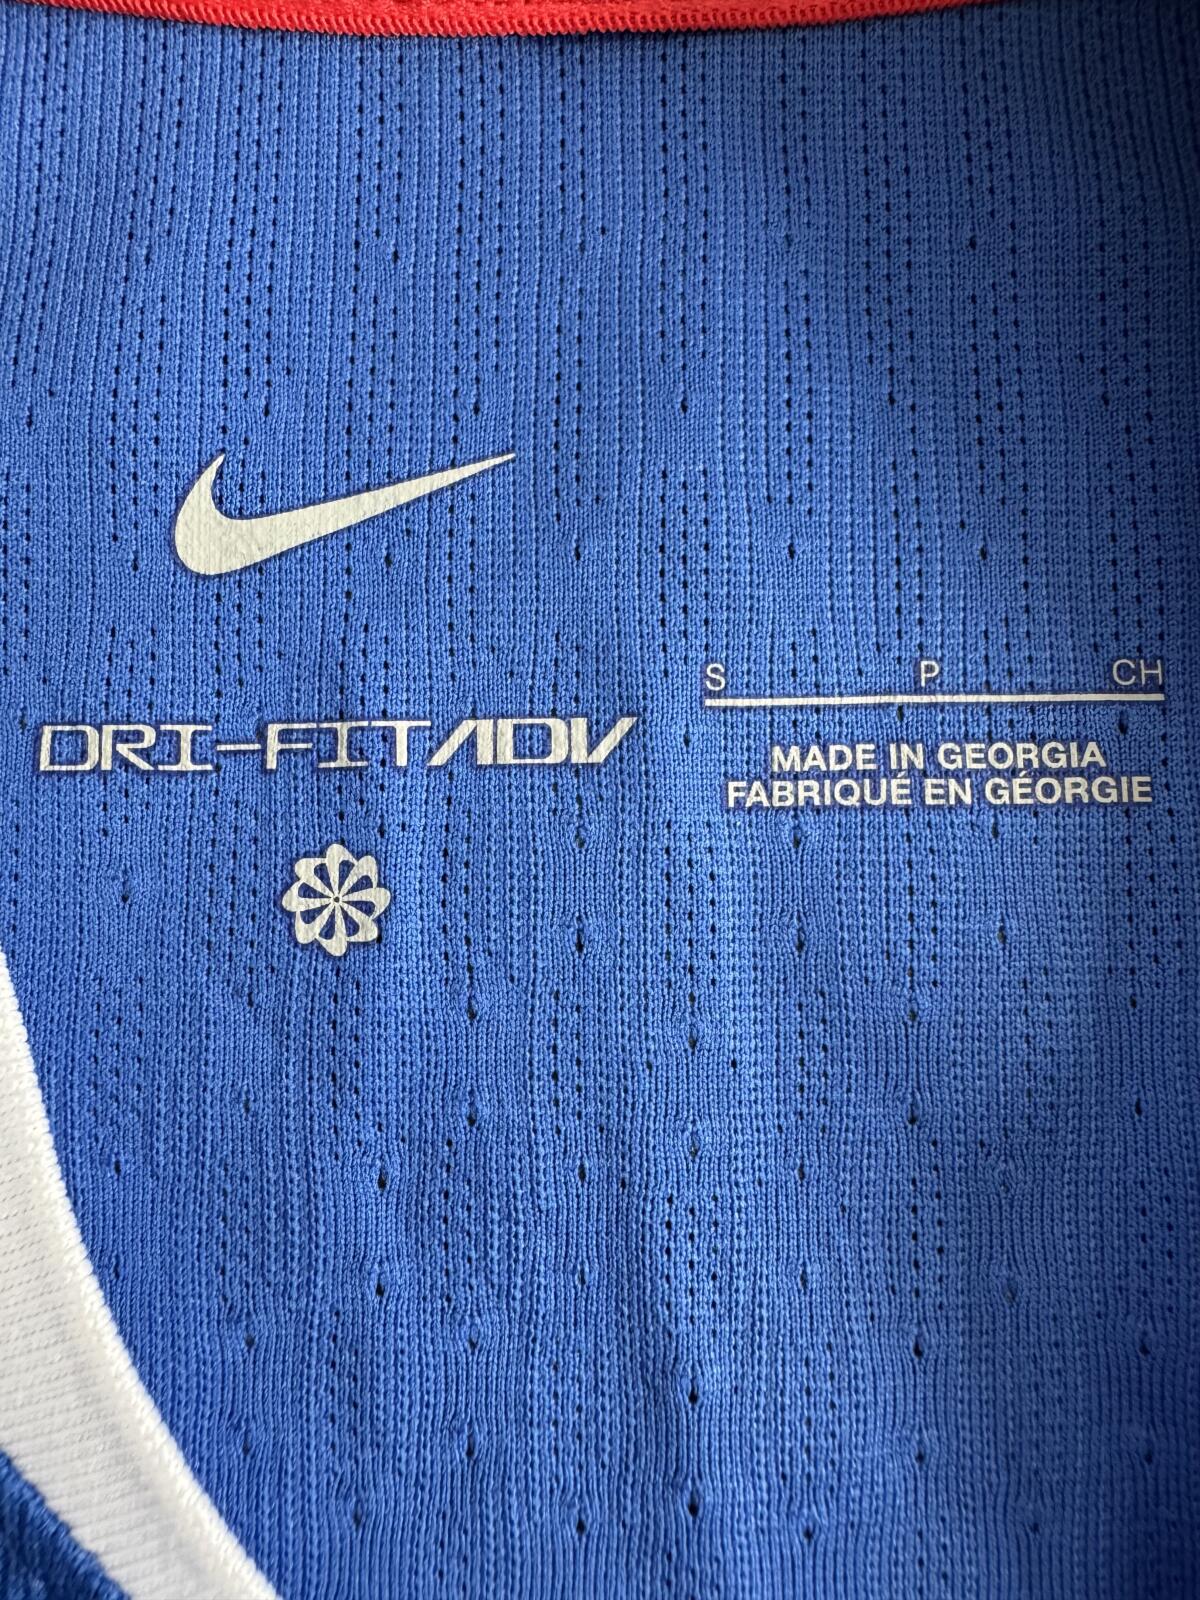 DRI-FIT ADV
S P CH
MADE IN GEORGIA
FABRIQUÉ EN GÉORGIE